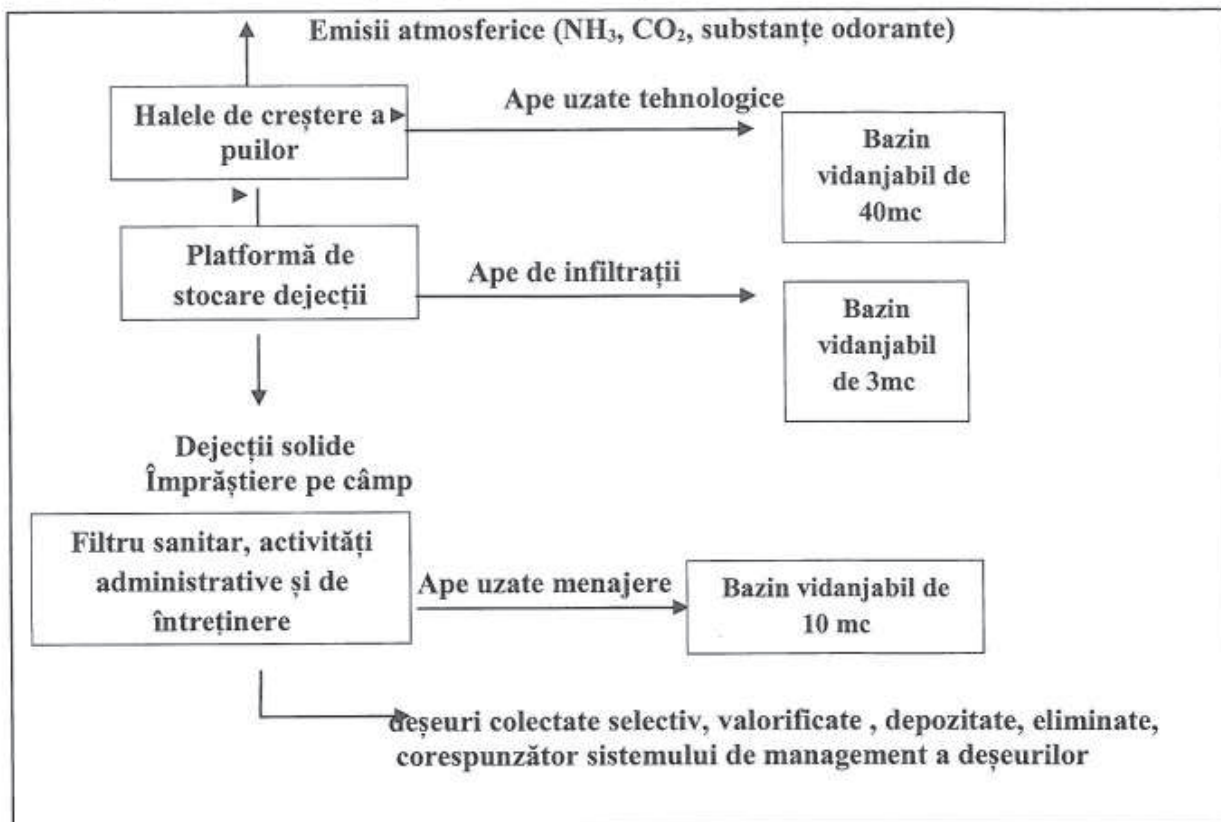 Emisii atmosferice (NH₃, CO₂, substanțe odorante)
Halele de creștere a
puilor
Ape uzate tehnologice
Bazin
vidanjabil de
40mc
Platformă de
stocare dejecții
Ape de infiltrații
Bazin
vidanjabil
de 3mc
Dejecții solide
Împrăștiere pe câmp
Filtru sanitar, activități
administrative și de
întreținere
Ape uzate menajere
Bazin vidanjabil de
10 mc
deșeuri colectate selectiv, valorificate , depozitate, eliminate,
corespunzător sistemului de management a deșeurilor